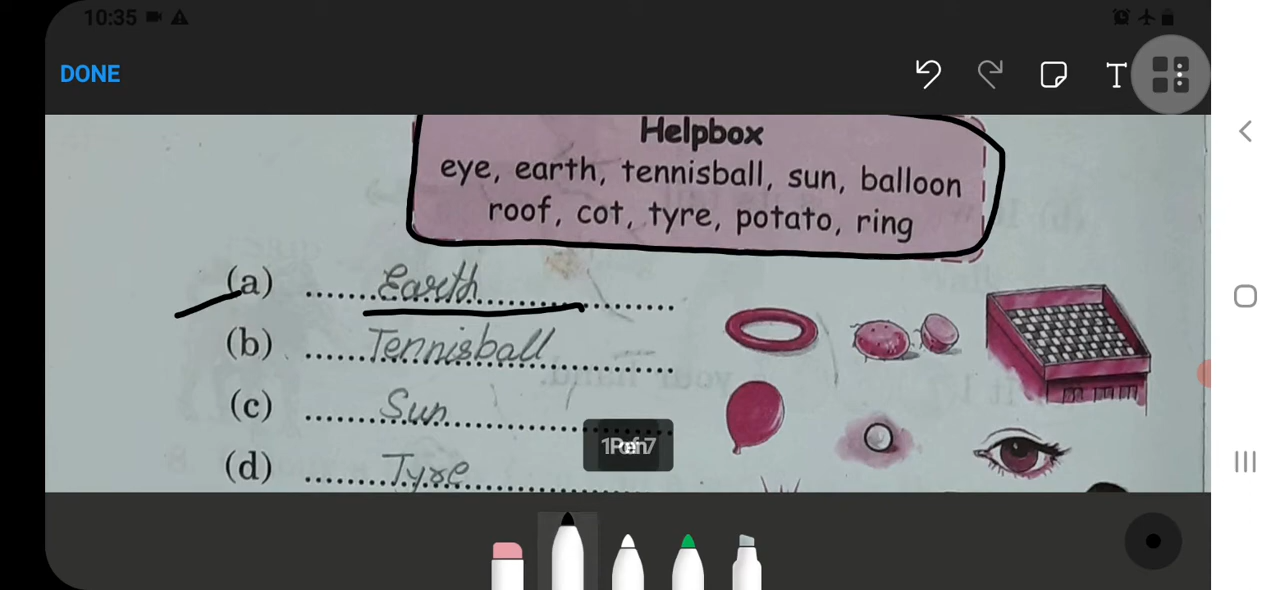 10:35
DONE
T
Helpbox
eye, earth, tennisball, sun, balloon
roof, cot, tyre, potato, ring
(a) Earth
(b) Tennisball
(c) Sun
(d) Tyre